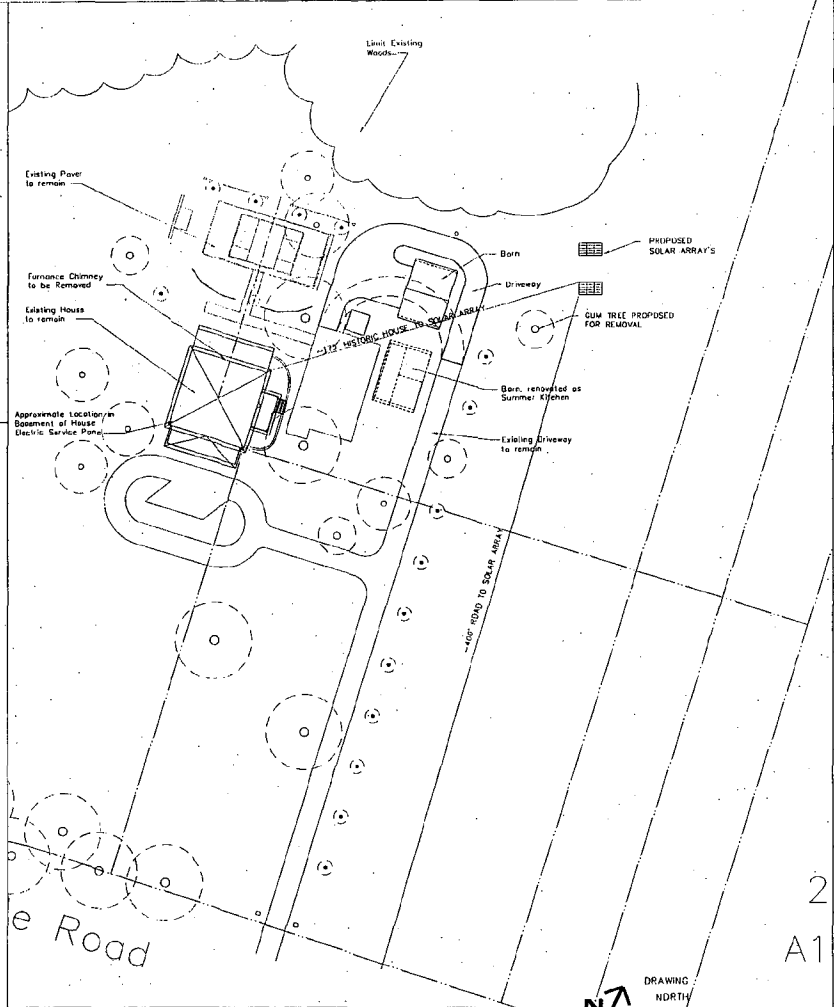 Limit Existing
Woods
Existing Paver
to remain
PROPOSED
SOLAR ARRAY'S
Barn
Driveway
Furnance Chimney
to be Removed
GUM TREE PROPOSED
FOR REMOVAL
Existing House
to remain
~175' HISTORIC HOUSE TO SOLAR ARRAY
Barn, renovated as
Summer Kitchen
Approximate Location in
Basement of House
Electric Service Panel
Existing Driveway
to remain
~400' ROAD TO SOLAR ARRAY
e Road
2
A1
DRAWING
NORTH
N